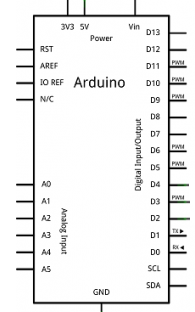 3V3 5V Vin
Power
Arduino
RST
AREF
IO REF
N/C
A0
A1
A2
A3
A4
A5
Analog Input
Digital Input/Output
D13
D12
D11 PWM
D10 PWM
D9 PWM
D8
D7
D6 PWM
D5 PWM
D4
D3 PWM
D2
D1 TX
D0 RX
SCL
SDA
GND